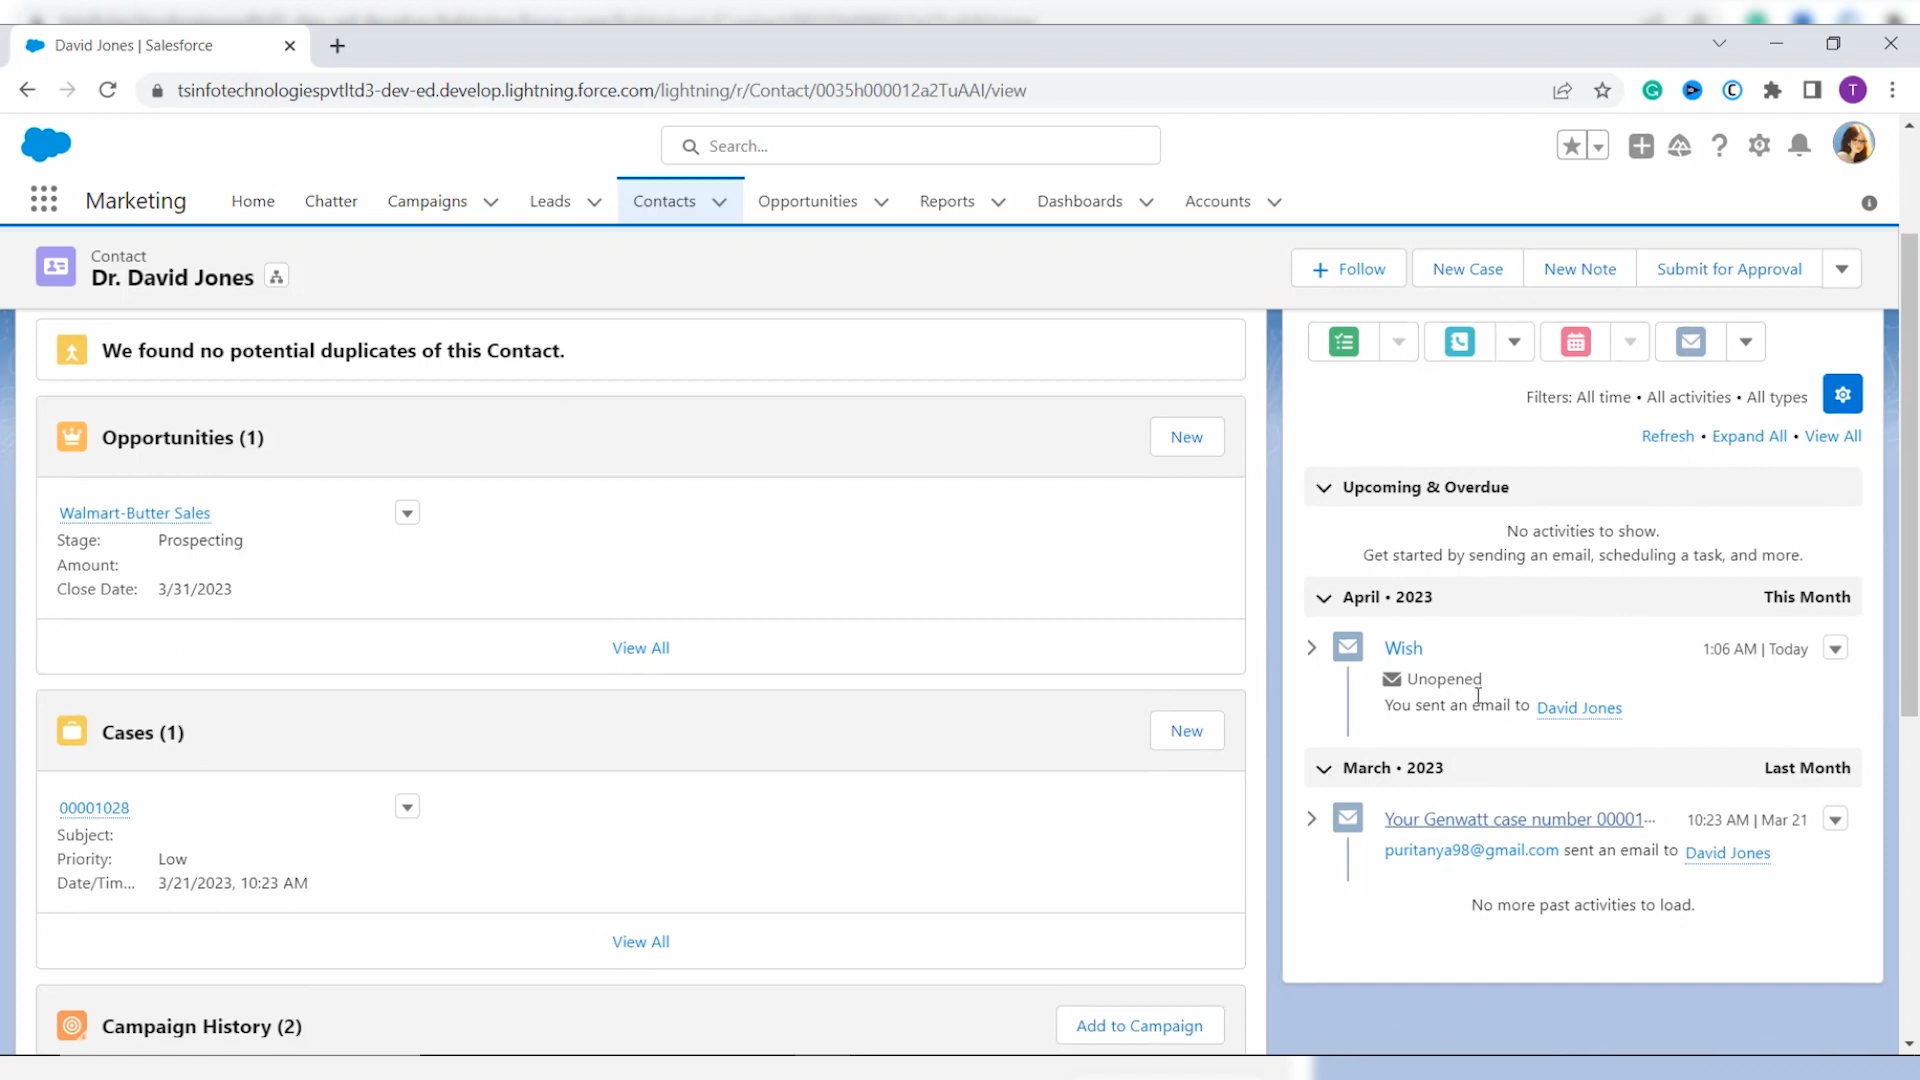 David Jones | Salesforce
tsinfotechnologiespvtltd3-dev-ed.develop.lightning.force.com/lightning/r/Contact/0035h000012a2TuAAI/view
T
Search...
Marketing
Home
Chatter
Campaigns
Leads
Contacts
Opportunities
Reports
Dashboards
Accounts
Contact
Dr. David Jones
Follow
New Case
New Note
Submit for Approval
We found no potential duplicates of this Contact.
Opportunities (1)
New
Walmart-Butter Sales
Stage: Prospecting
Amount:
Close Date: 3/31/2023
View All
Cases (1)
New
00001028
Subject:
Priority: Low
Date/Tim... 3/21/2023, 10:23 AM
View All
Campaign History (2)
Add to Campaign
Filters: All time • All activities • All types
Refresh • Expand All • View All
Upcoming & Overdue
No activities to show.
Get started by sending an email, scheduling a task, and more.
April • 2023 This Month
Wish 1:06 AM | Today
Unopened
You sent an email to David Jones
March • 2023 Last Month
Your Genwatt case number 00001... 10:23 AM | Mar 21
puritanya98@gmail.com sent an email to David Jones
No more past activities to load.